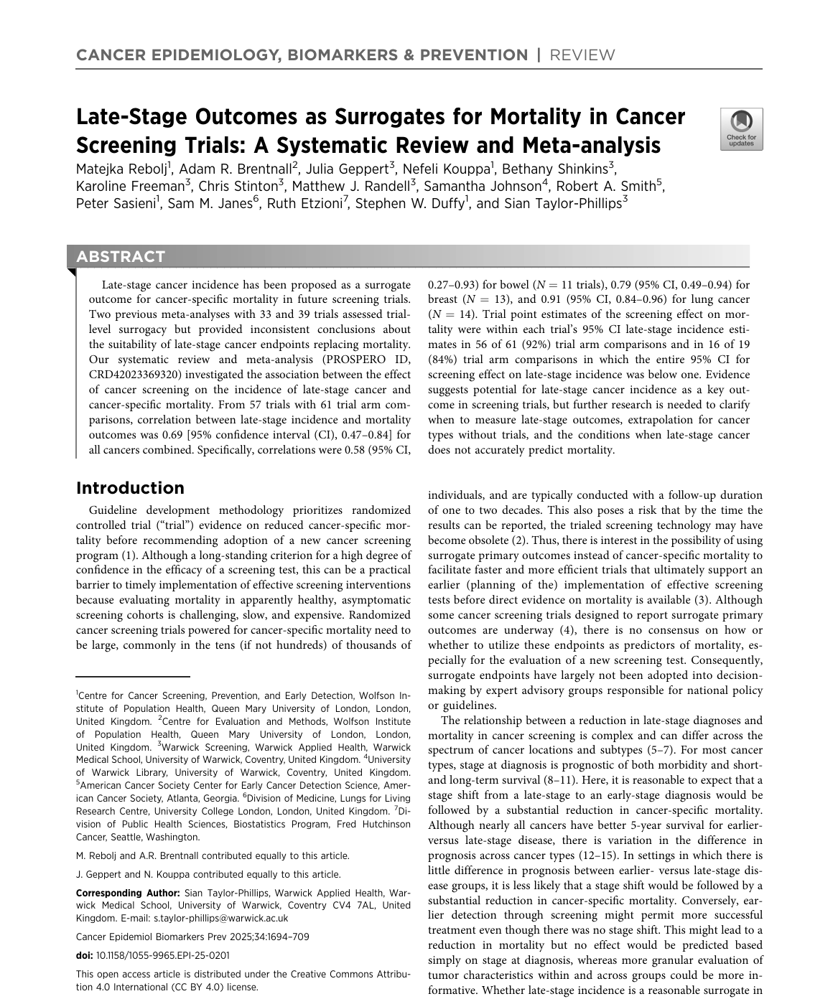 CANCER EPIDEMIOLOGY, BIOMARKERS & PREVENTION | REVIEW
Late-Stage Outcomes as Surrogates for Mortality in Cancer
Screening Trials: A Systematic Review and Meta-analysis
Check for
updates
Matejka Rebolj1, Adam R. Brentnall2, Julia Geppert3, Nefeli Kouppa1, Bethany Shinkins3,
Karoline Freeman3, Chris Stinton3, Matthew J. Randell3, Samantha Johnson4, Robert A. Smith5,
Peter Sasieni1, Sam M. Janes6, Ruth Etzioni7, Stephen W. Duffy1, and Sian Taylor-Phillips3
ABSTRACT
Late-stage cancer incidence has been proposed as a surrogate
outcome for cancer-specific mortality in future screening trials.
Two previous meta-analyses with 33 and 39 trials assessed trial-
level surrogacy but provided inconsistent conclusions about
the suitability of late-stage cancer endpoints replacing mortality.
Our systematic review and meta-analysis (PROSPERO ID,
CRD42023369320) investigated the association between the effect
of cancer screening on the incidence of late-stage cancer and
cancer-specific mortality. From 57 trials with 61 trial arm com-
parisons, correlation between late-stage incidence and mortality
outcomes was 0.69 [95% confidence interval (CI), 0.47–0.84] for
all cancers combined. Specifically, correlations were 0.58 (95% CI,
0.27–0.93) for bowel (N = 11 trials), 0.79 (95% CI, 0.49–0.94) for
breast (N = 13), and 0.91 (95% CI, 0.84–0.96) for lung cancer
(N = 14). Trial point estimates of the screening effect on mor-
tality were within each trial's 95% CI late-stage incidence esti-
mates in 56 of 61 (92%) trial arm comparisons and in 16 of 19
(84%) trial arm comparisons in which the entire 95% CI for
screening effect on late-stage incidence was below one. Evidence
suggests potential for late-stage cancer incidence as a key out-
come in screening trials, but further research is needed to clarify
when to measure late-stage outcomes, extrapolation for cancer
types without trials, and the conditions when late-stage cancer
does not accurately predict mortality.
Introduction
Guideline development methodology prioritizes randomized
controlled trial ("trial") evidence on reduced cancer-specific mor-
tality before recommending adoption of a new cancer screening
program (1). Although a long-standing criterion for a high degree of
confidence in the efficacy of a screening test, this can be a practical
barrier to timely implementation of effective screening interventions
because evaluating mortality in apparently healthy, asymptomatic
screening cohorts is challenging, slow, and expensive. Randomized
cancer screening trials powered for cancer-specific mortality need to
be large, commonly in the tens (if not hundreds) of thousands of
1Centre for Cancer Screening, Prevention, and Early Detection, Wolfson In-
stitute of Population Health, Queen Mary University of London, London,
United Kingdom. 2Centre for Evaluation and Methods, Wolfson Institute
of Population Health, Queen Mary University of London, London,
United Kingdom. 3Warwick Screening, Warwick Applied Health, Warwick
Medical School, University of Warwick, Coventry, United Kingdom. 4University
of Warwick Library, University of Warwick, Coventry, United Kingdom.
5American Cancer Society Center for Early Cancer Detection Science, Amer-
ican Cancer Society, Atlanta, Georgia. 6Division of Medicine, Lungs for Living
Research Centre, University College London, London, United Kingdom. 7Di-
vision of Public Health Sciences, Biostatistics Program, Fred Hutchinson
Cancer, Seattle, Washington.
M. Rebolj and A.R. Brentnall contributed equally to this article.
J. Geppert and N. Kouppa contributed equally to this article.
Corresponding Author: Sian Taylor-Phillips, Warwick Applied Health, War-
wick Medical School, University of Warwick, Coventry CV4 7AL, United
Kingdom. E-mail: s.taylor-phillips@warwick.ac.uk
Cancer Epidemiol Biomarkers Prev 2025;34:1694–709
doi: 10.1158/1055-9965.EPI-25-0201
This open access article is distributed under the Creative Commons Attribu-
tion 4.0 International (CC BY 4.0) license.
individuals, and are typically conducted with a follow-up duration
of one to two decades. This also poses a risk that by the time the
results can be reported, the trialed screening technology may have
become obsolete (2). Thus, there is interest in the possibility of using
surrogate primary outcomes instead of cancer-specific mortality to
facilitate faster and more efficient trials that ultimately support an
earlier (planning of the) implementation of effective screening
tests before direct evidence on mortality is available (3). Although
some cancer screening trials designed to report surrogate primary
outcomes are underway (4), there is no consensus on how or
whether to utilize these endpoints as predictors of mortality, es-
pecially for the evaluation of a new screening test. Consequently,
surrogate endpoints have largely not been adopted into decision-
making by expert advisory groups responsible for national policy
or guidelines.
The relationship between a reduction in late-stage diagnoses and
mortality in cancer screening is complex and can differ across the
spectrum of cancer locations and subtypes (5–7). For most cancer
types, stage at diagnosis is prognostic of both morbidity and short-
and long-term survival (8–11). Here, it is reasonable to expect that a
stage shift from a late-stage to an early-stage diagnosis would be
followed by a substantial reduction in cancer-specific mortality.
Although nearly all cancers have better 5-year survival for earlier-
versus late-stage disease, there is variation in the difference in
prognosis across cancer types (12–15). In settings in which there is
little difference in prognosis between earlier- versus late-stage dis-
ease groups, it is less likely that a stage shift would be followed by a
substantial reduction in cancer-specific mortality. Conversely, ear-
lier detection through screening might permit more successful
treatment even though there was no stage shift. This might lead to a
reduction in mortality but no effect would be predicted based
simply on stage at diagnosis, whereas more granular evaluation of
tumor characteristics within and across groups could be more in-
formative. Whether late-stage incidence is a reasonable surrogate in